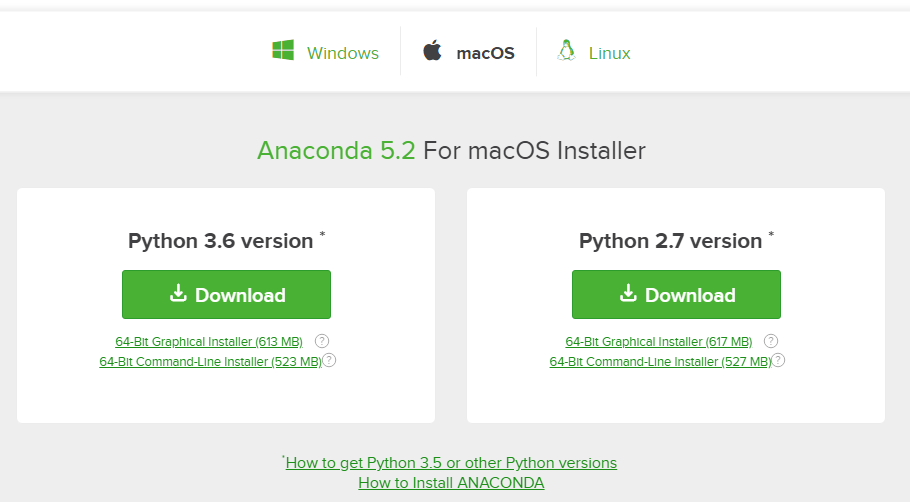 Windows macOS Linux
Anaconda 5.2 For macOS Installer
Python 3.6 version *
Download
64-Bit Graphical Installer (613 MB) ?
64-Bit Command-Line Installer (523 MB) ?
Python 2.7 version *
Download
64-Bit Graphical Installer (617 MB) ?
64-Bit Command-Line Installer (527 MB) ?
*How to get Python 3.5 or other Python versions
How to Install ANACONDA